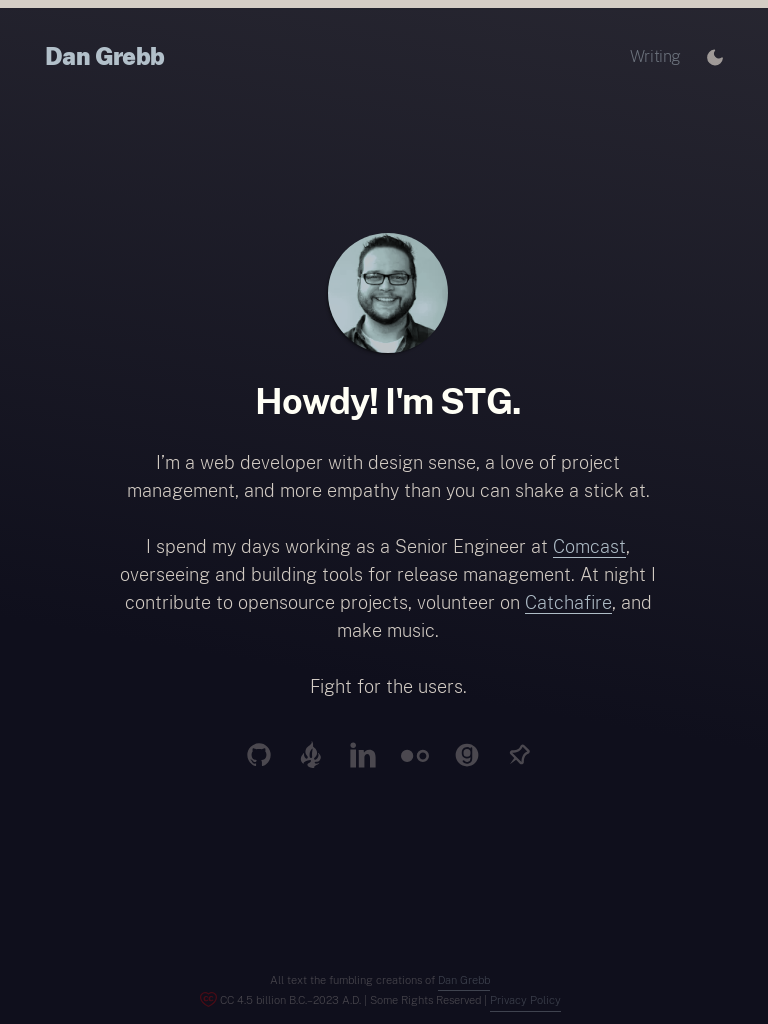 Dan Grebb
Writing
Howdy! I'm STG.
I’m a web developer with design sense, a love of project
management, and more empathy than you can shake a stick at.
I spend my days working as a Senior Engineer at Comcast,
overseeing and building tools for release management. At night I
contribute to opensource projects, volunteer on Catchafire, and
make music.
Fight for the users.
in
g
All text the fumbling creations of Dan Grebb
CC 4.5 billion B.C.–2023 A.D. | Some Rights Reserved | Privacy Policy